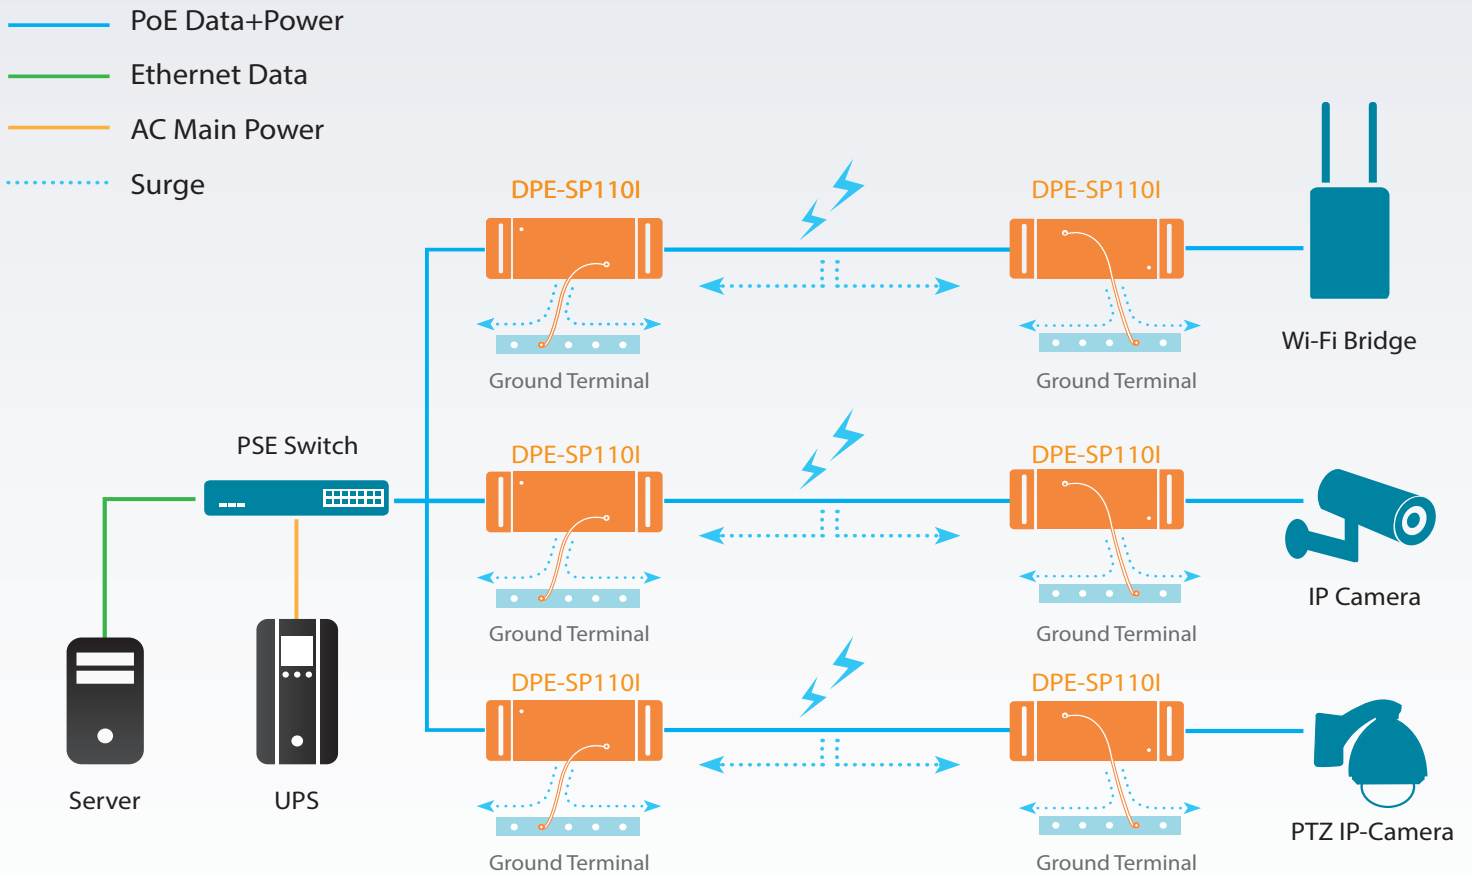 PoE Data+Power
Ethernet Data
AC Main Power
Surge
DPE-SP110I
DPE-SP110I
Ground Terminal
Ground Terminal
Wi-Fi Bridge
PSE Switch
DPE-SP110I
DPE-SP110I
Ground Terminal
Ground Terminal
IP Camera
DPE-SP110I
DPE-SP110I
Server
UPS
Ground Terminal
Ground Terminal
PTZ IP-Camera